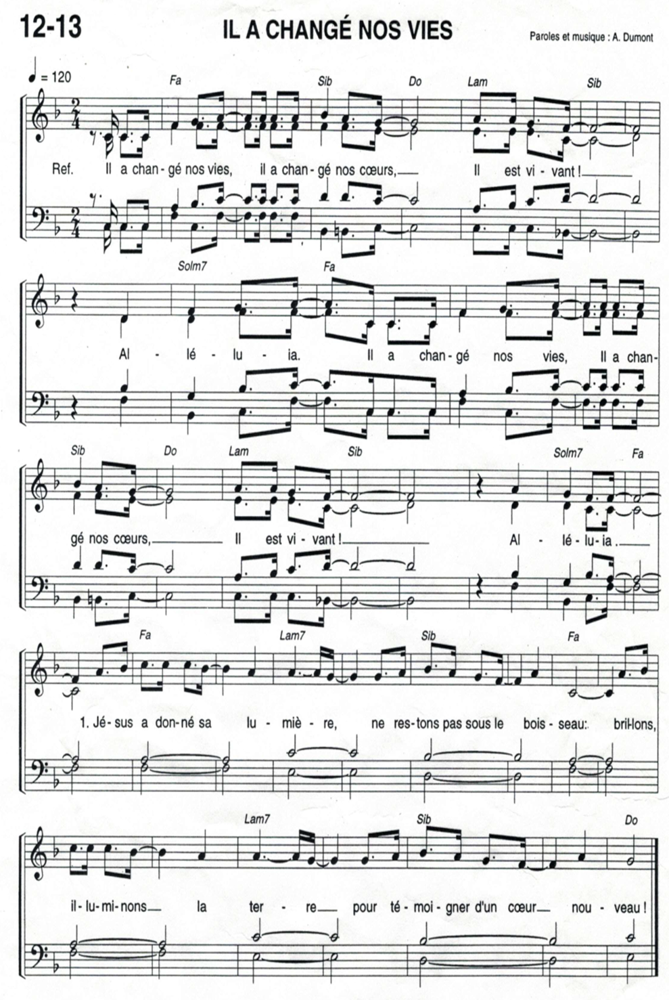 12-13 IL A CHANGÉ NOS VIES
Paroles et musique : A. Dumont
♩ = 120
Fa Sib Do Lam Sib
2 4
Ref. Il a chan - gé nos vies, il a chan - gé nos cœurs, Il est vi - vant !
2 4
Solm7 Fa
Al - lé - lu - ia. Il a chan - gé nos vies, Il a chan-
Sib Do Lam Sib Solm7 Fa
gé nos cœurs, Il est vi - vant ! Al - lé - lu - ia .
Fa Lam7 Sib Fa
1. Jé - sus a don - né sa lu - miè - re, ne res - tons pas sous le bois - seau: bril-lons,
Lam7 Sib Do
il - lu - mi - nons la ter - re pour té - moi - gner d'un cœur nou - veau !